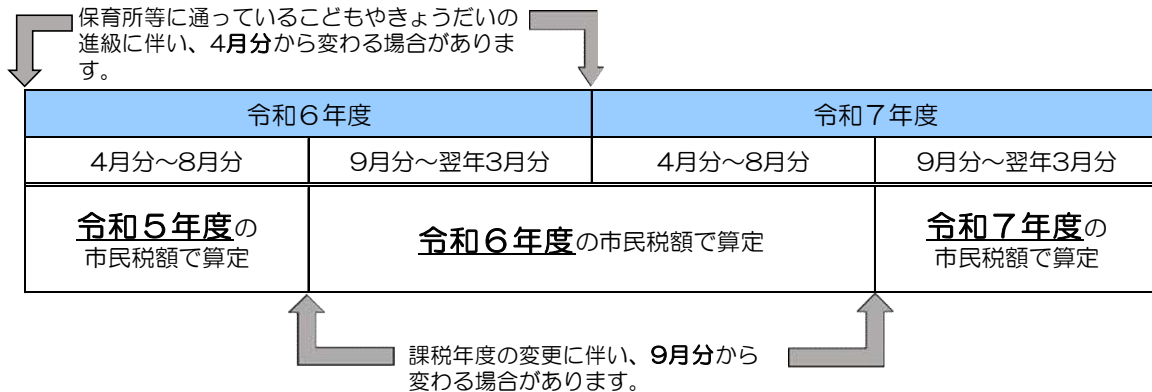 保育所等に通っているこどもやきょうだいの
進級に伴い、4月分から変わる場合がありま
す。
令和６年度
令和７年度
4月分～8月分
9月分～翌年3月分
4月分～8月分
9月分～翌年3月分
令和５年度の
市民税額で算定
令和６年度の市民税額で算定
令和７年度の
市民税額で算定
課税年度の変更に伴い、9月分から
変わる場合があります。